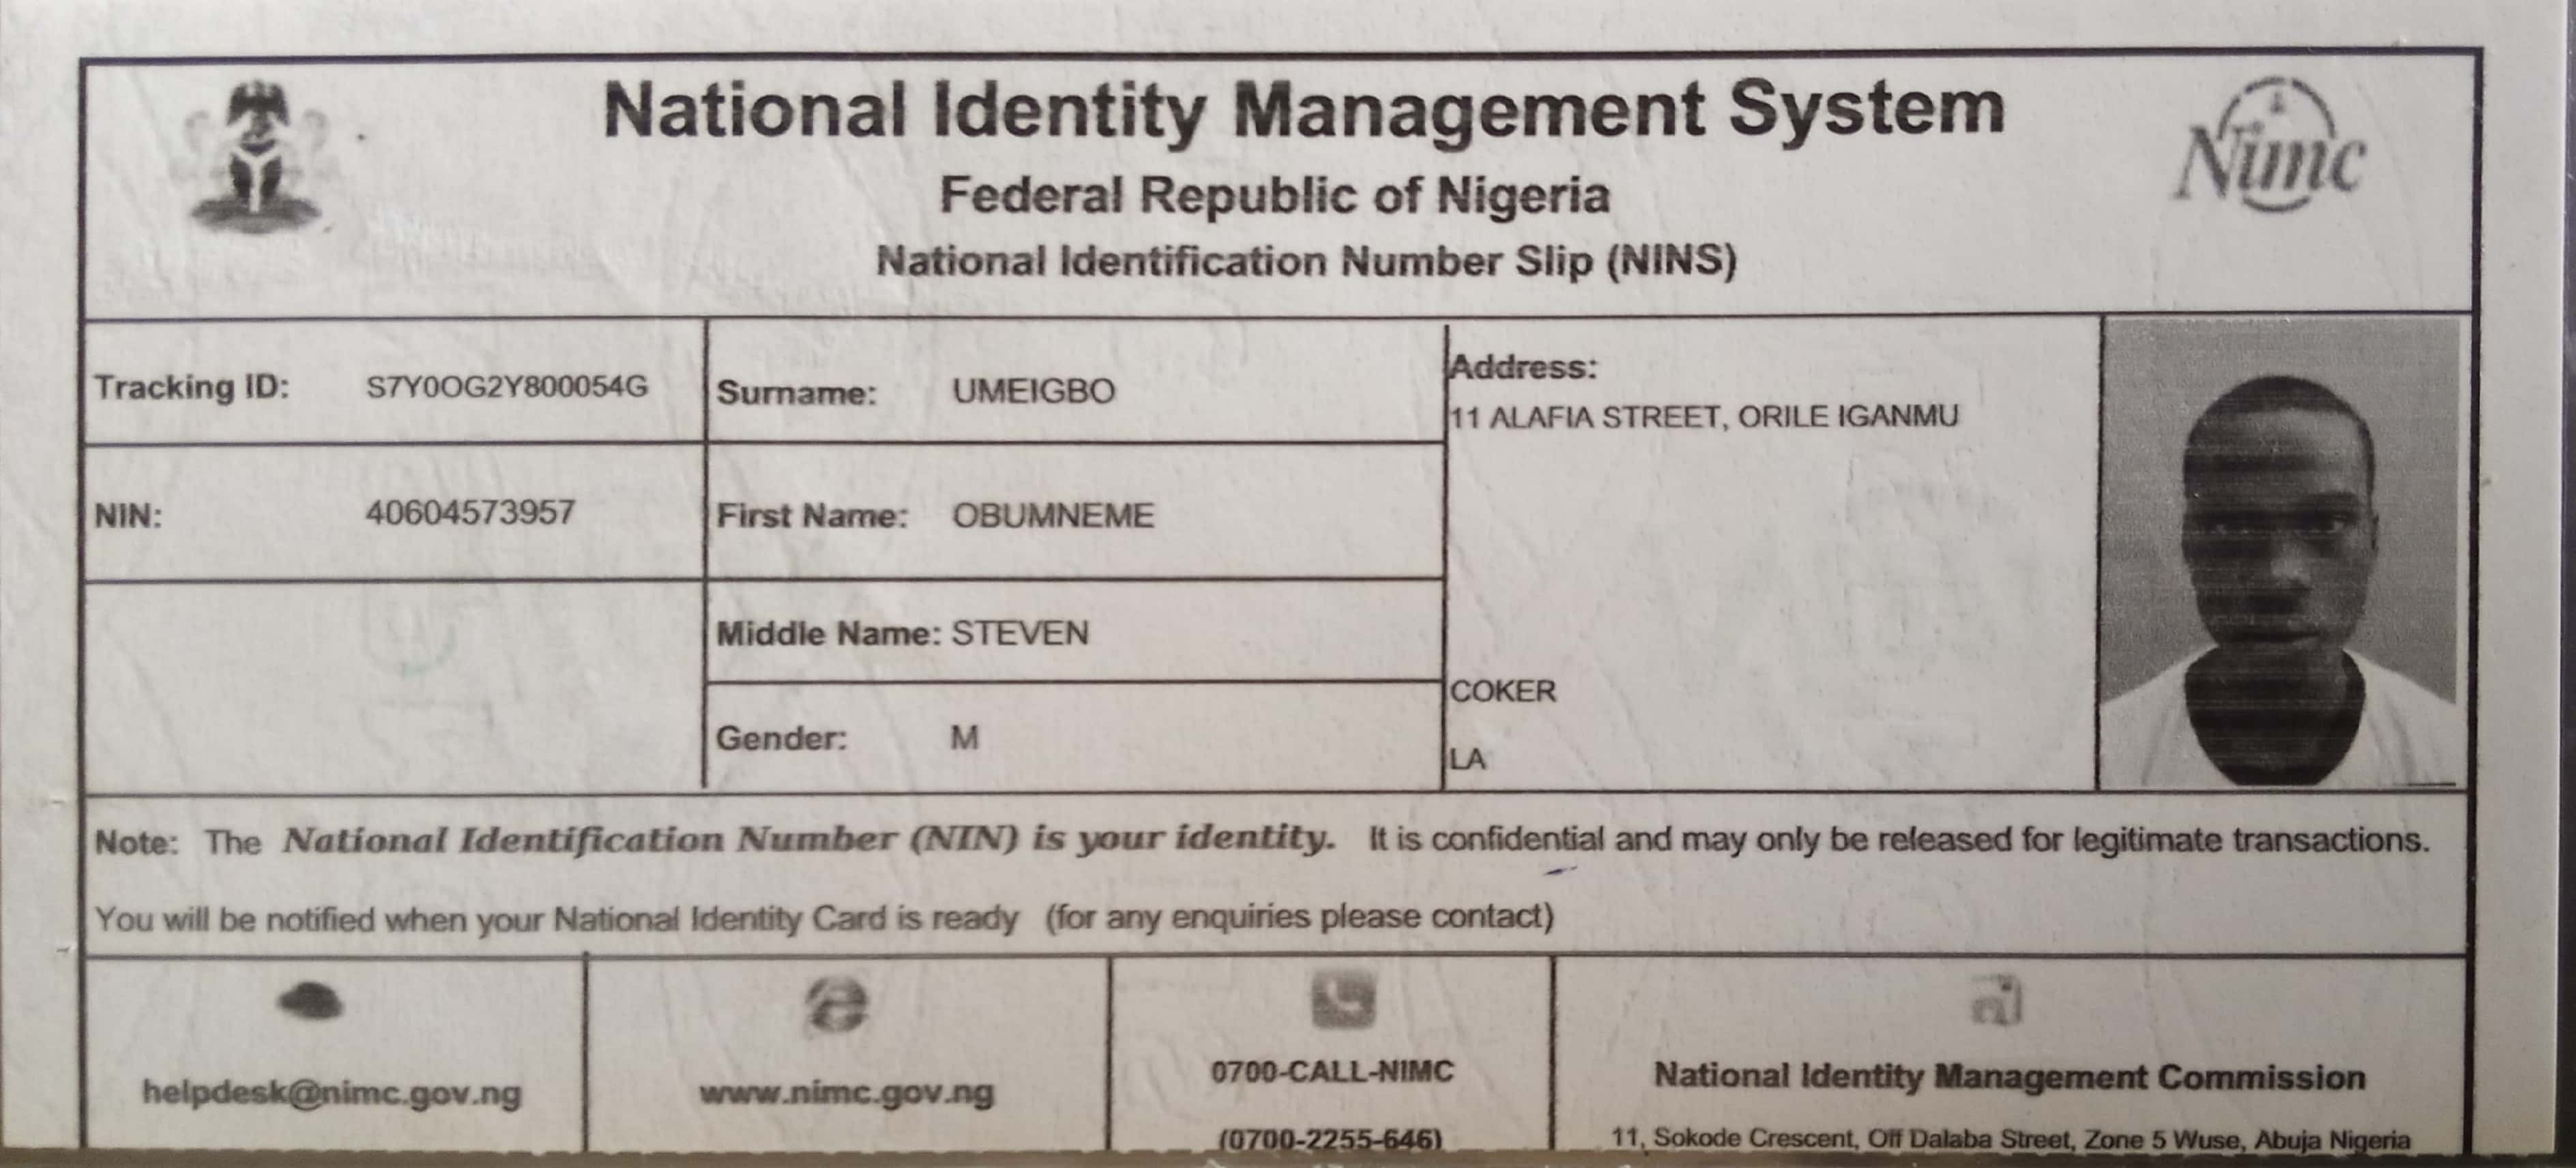 National Identity Management System
Federal Republic of Nigeria
National Identification Number Slip (NINS)
Nimc
Tracking ID: S7Y0OG2Y800054G
NIN: 40604573957
Surname: UMEIGBO
First Name: OBUMNEME
Middle Name: STEVEN
Gender: M
Address:
11 ALAFIA STREET, ORILE IGANMU
COKER
LA
Note: The National Identification Number (NIN) is your identity. It is confidential and may only be released for legitimate transactions.
You will be notified when your National Identity Card is ready (for any enquiries please contact)
helpdesk@nimc.gov.ng
www.nimc.gov.ng
0700-CALL-NIMC
(0700-2255-646)
National Identity Management Commission
11, Sokode Crescent, Off Dalaba Street, Zone 5 Wuse, Abuja Nigeria